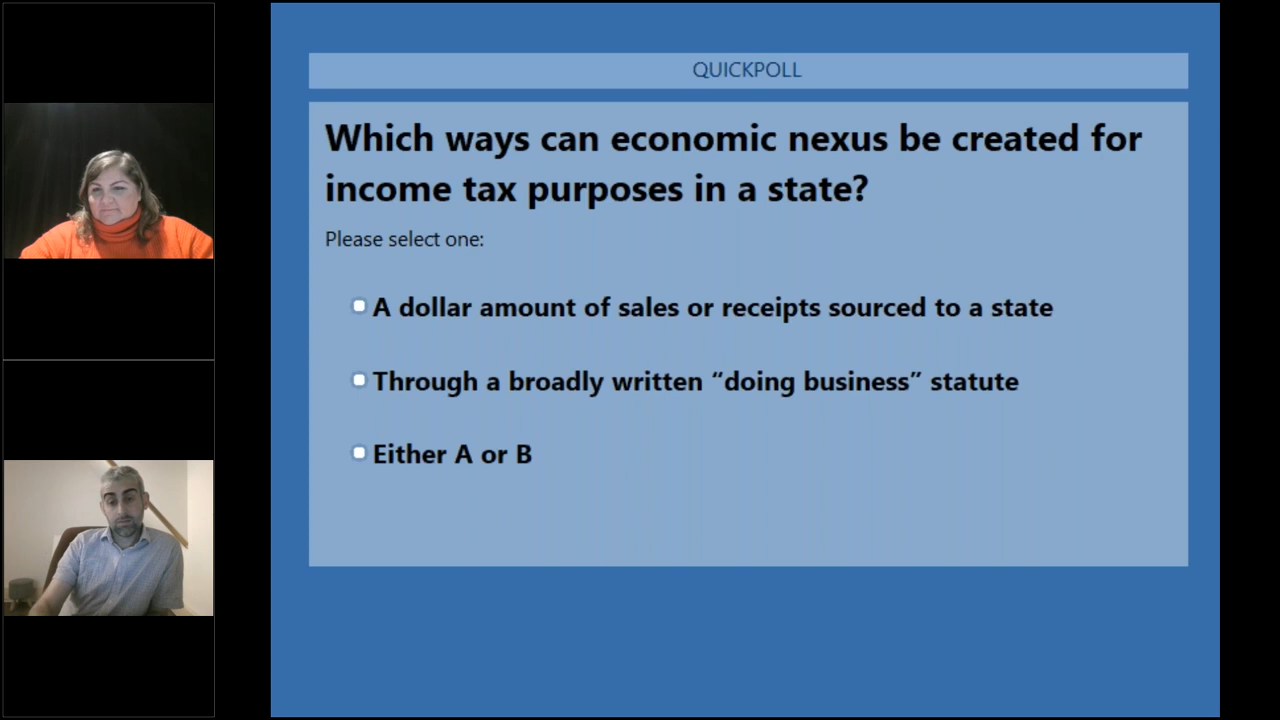 QUICKPOLL
Which ways can economic nexus be created for
income tax purposes in a state?
Please select one:
A dollar amount of sales or receipts sourced to a state
Through a broadly written “doing business” statute
Either A or B